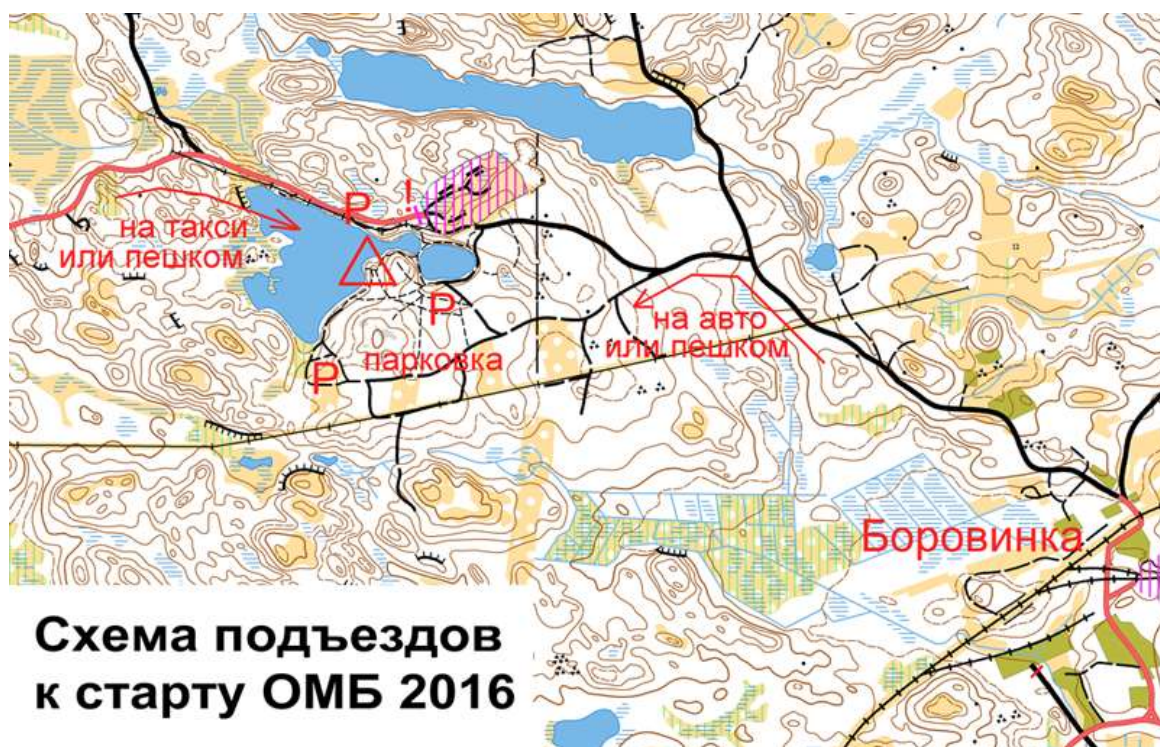 P
!
на такси
или пешком
P
на авто
или пешком
парковка
P
Боровинка
Схема подъездов
к старту ОМБ 2016